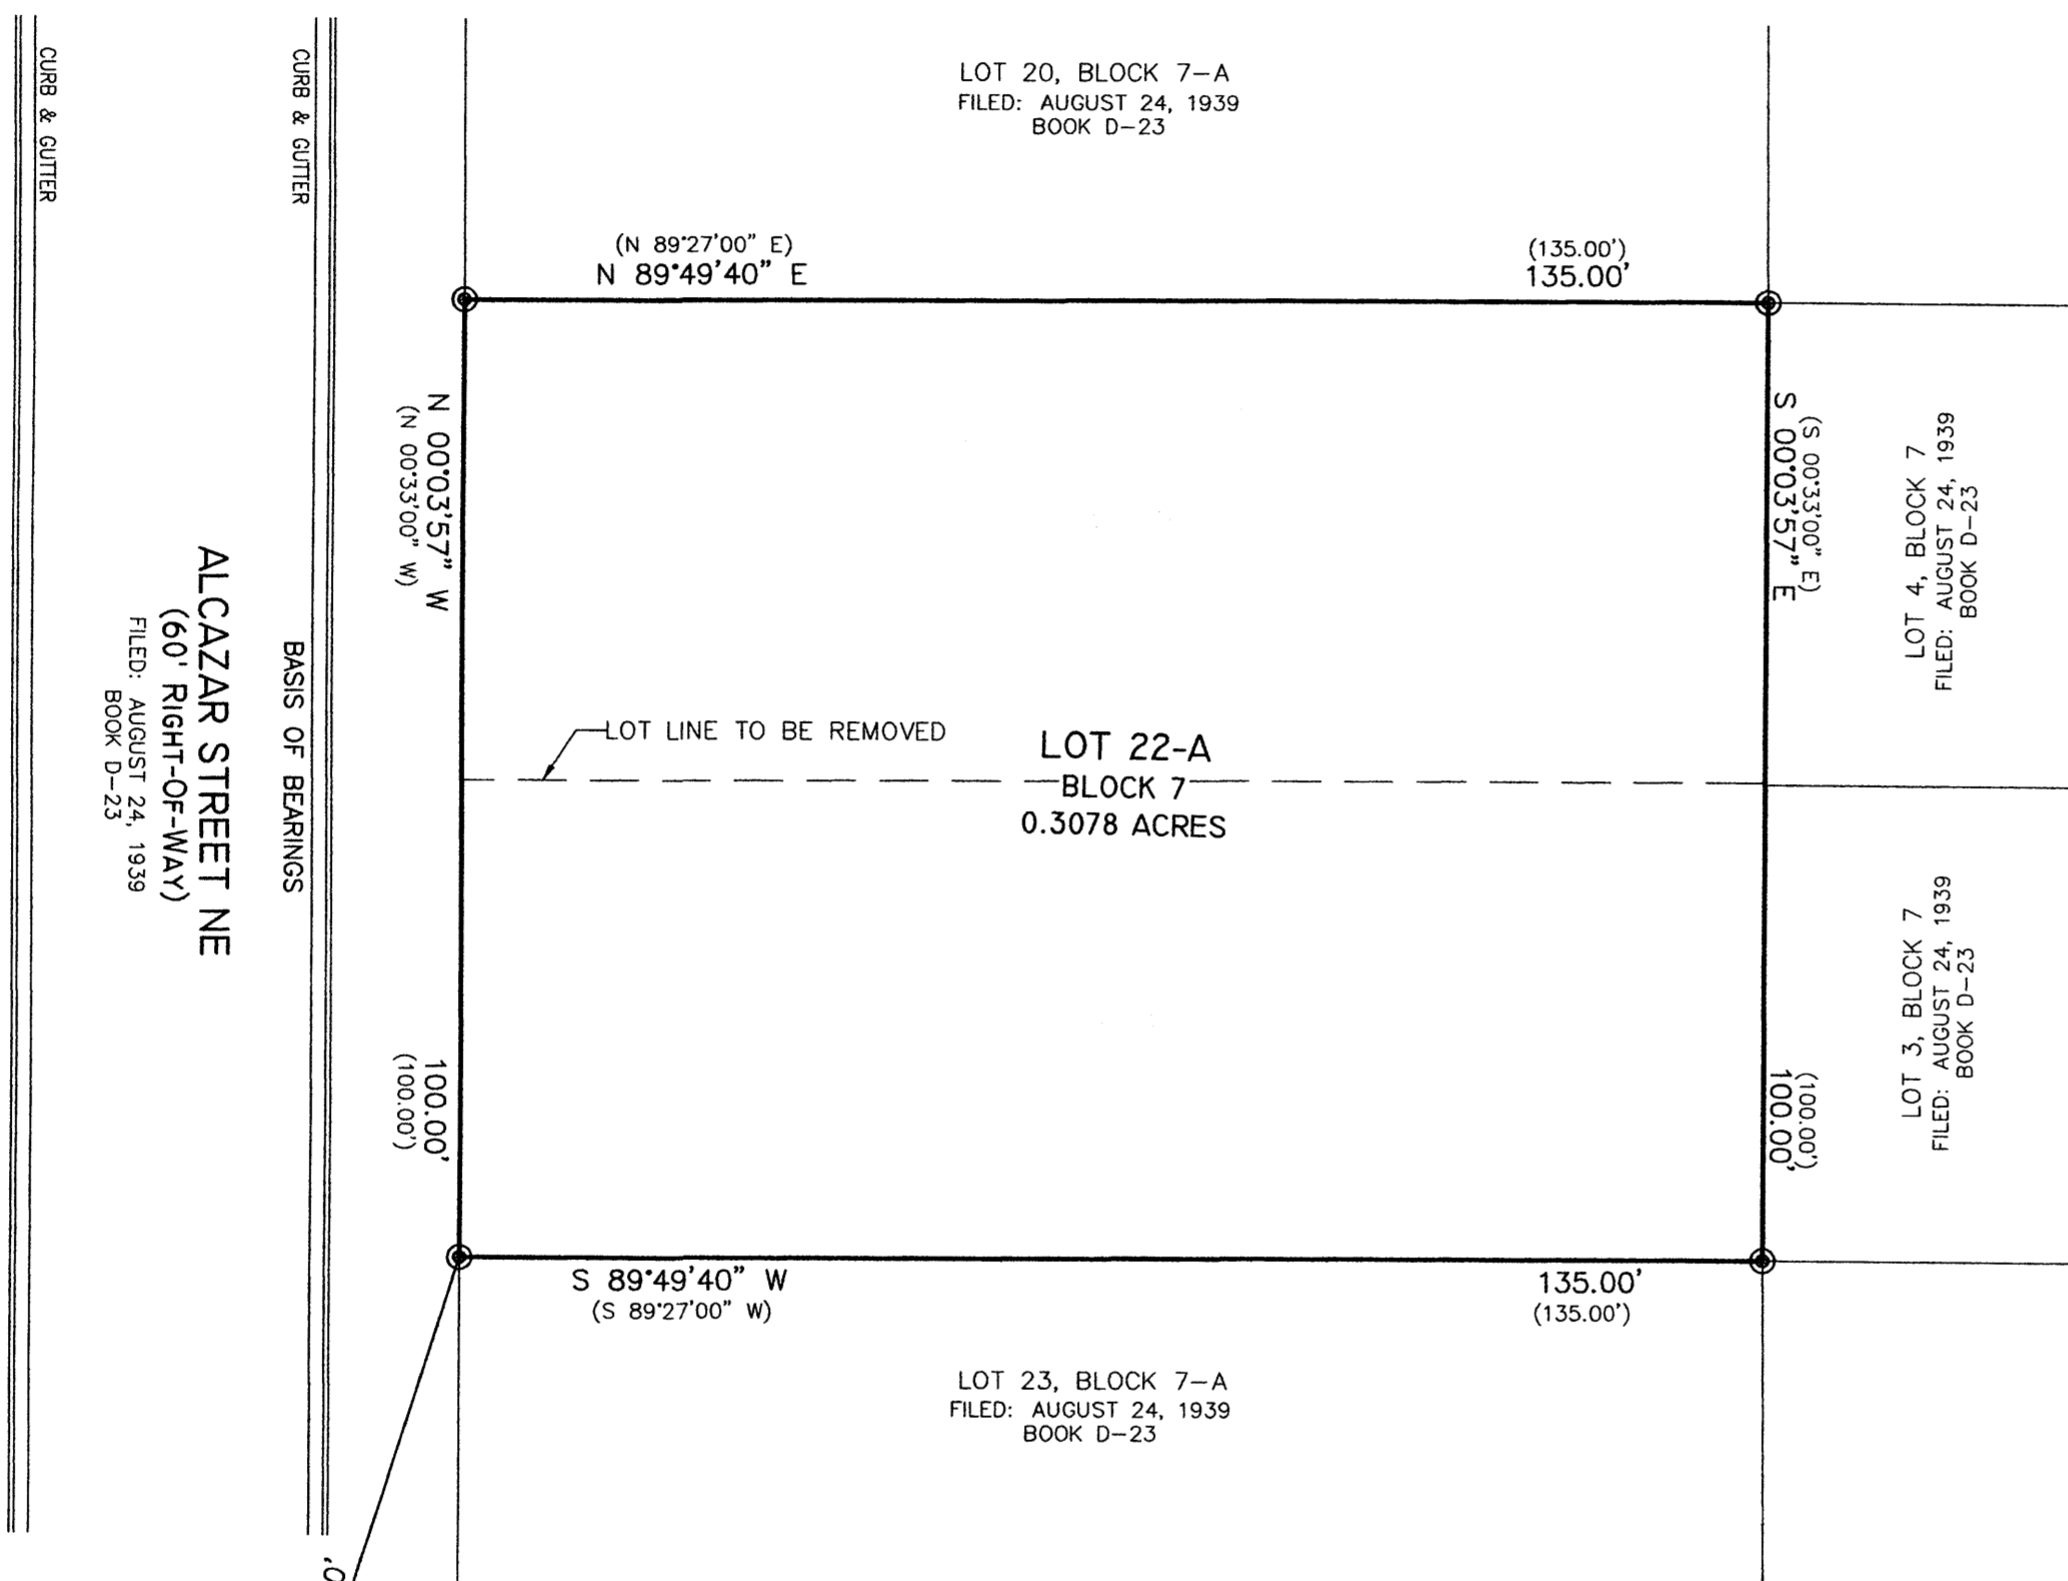 CURB & GUTTER
CURB & GUTTER
LOT 20, BLOCK 7-A
FILED: AUGUST 24, 1939
BOOK D-23
(N 89°27'00" E)
N 89°49'40" E
(135.00')
135.00'
N 00°03'57" W
(N 00°33'00" W)
(S 00°33'00" E)
S 00°03'57" E
LOT 4, BLOCK 7
FILED: AUGUST 24, 1939
BOOK D-23
ALCAZAR STREET NE
(60' RIGHT-OF-WAY)
FILED: AUGUST 24, 1939
BOOK D-23
BASIS OF BEARINGS
LOT LINE TO BE REMOVED
LOT 22-A
BLOCK 7
0.3078 ACRES
LOT 3, BLOCK 7
FILED: AUGUST 24, 1939
BOOK D-23
100.00'
(100.00')
(100.00')
100.00'
S 89°49'40" W
(S 89°27'00" W)
135.00'
(135.00')
LOT 23, BLOCK 7-A
FILED: AUGUST 24, 1939
BOOK D-23